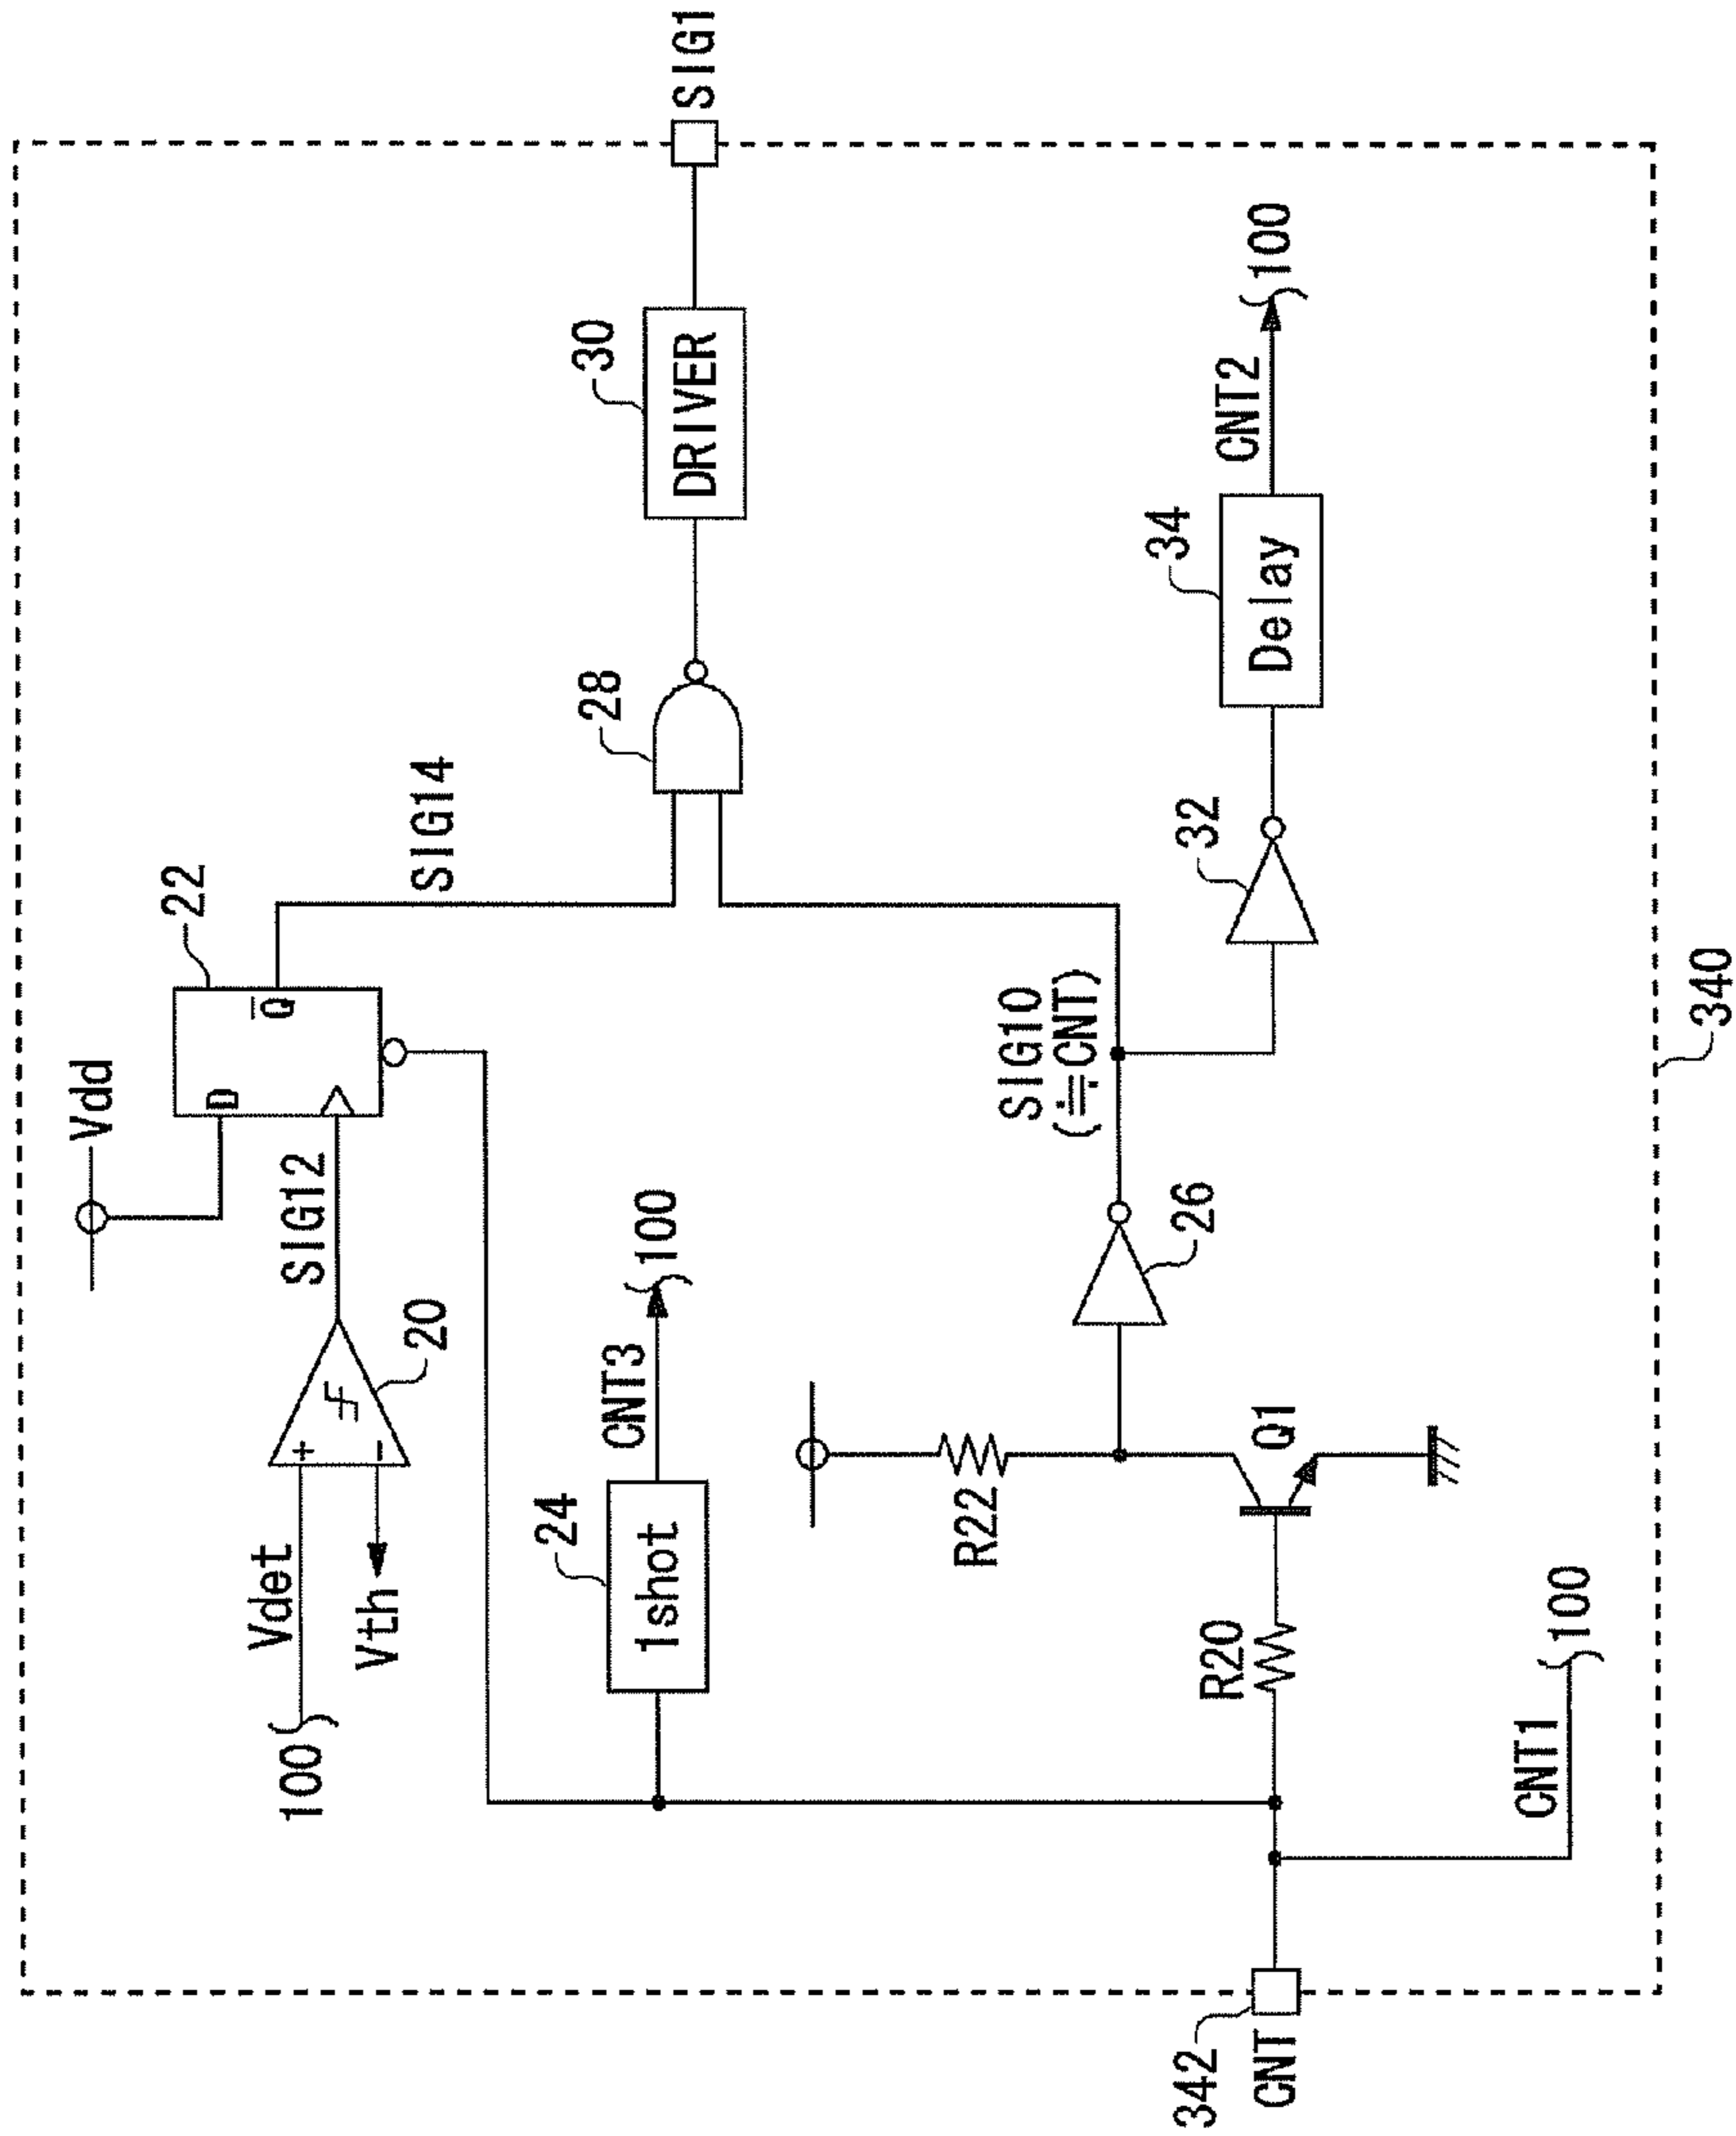 Vdd
22
D
Q̅
SIG12
SIG14
Vdet
+
−
20
Vth
100
24
1shot
CNT3
100
28
30
DRIVER
SIG1
R22
26
SIG10
(≒CNT)
32
34
Delay
CNT2
100
Q1
R20
342
CNT
CNT1
100
340